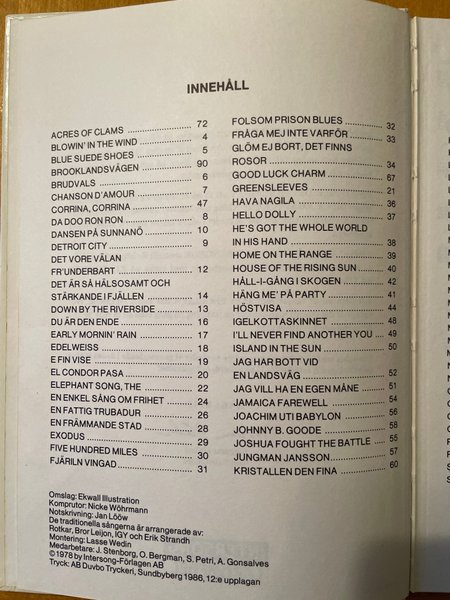 INNEHÅLL
ACRES OF CLAMS ........................ 72
BLOWIN' IN THE WIND ................ 4
BLUE SUEDE SHOES .................... 5
BROOKLANDSVÄGEN .................. 90
BRUDVALS ................................. 6
CHANSON D'AMOUR .................... 7
CORRINA, CORRINA .................... 47
DA DOO RON RON ....................... 8
DANSEN PÅ SUNNANÖ ................ 10
DETROIT CITY ............................ 9
DET VORE VÄLAN
FR'UNDERBART ......................... 12
DET ÄR SÅ HÄLSOSAMT OCH
STÄRKANDE I FJÄLLEN ............... 14
DOWN BY THE RIVERSIDE ........... 13
DU ÄR DEN ENDE ....................... 16
EARLY MORNIN' RAIN ................. 17
EDELWEISS ............................... 18
E FIN VISE ................................ 19
EL CONDOR PASA ...................... 20
ELEPHANT SONG, THE ................ 22
EN ENKEL SÅNG OM FRIHET ....... 24
EN FATTIG TRUBADUR ................ 26
EN FRÄMMANDE STAD ................ 28
EXODUS ................................... 29
FIVE HUNDRED MILES ................. 30
FJÄRILN VINGAD ........................ 31
FOLSOM PRISON BLUES .............. 32
FRÅGA MEJ INTE VARFÖR ........... 33
GLÖM EJ BORT, DET FINNS
ROSOR ..................................... 34
GOOD LUCK CHARM ................... 67
GREENSLEEVES ......................... 21
HAVA NAGILA ............................ 36
HELLO DOLLY ............................ 37
HE'S GOT THE WHOLE WORLD
IN HIS HAND ............................. 38
HOME ON THE RANGE ................ 39
HOUSE OF THE RISING SUN ........ 40
HÅLL-I-GÅNG I SKOGEN ............. 42
HÄNG ME' PÅ PARTY .................. 41
HÖSTVISA ................................. 44
IGELKOTTASKINNET ................... 48
I'LL NEVER FIND ANOTHER YOU .... 49
ISLAND IN THE SUN .................... 50
JAG HAR BOTT VID
EN LANDSVÄG ........................... 52
JAG VILL HA EN EGEN MÅNE ....... 51
JAMAICA FAREWELL ................... 54
JOACHIM UTI BABYLON ............... 56
JOHNNY B. GOODE ..................... 58
JOSHUA FOUGHT THE BATTLE ..... 55
JUNGMAN JANSSON ................... 57
KRISTALLEN DEN FINA ................ 60
Omslag: Ekwall Illustration
Komprutor: Nicke Wöhrmann
Notskrivning: Jan Lööw
De traditionella sångerna är arrangerade av:
Rotkar, Bror Leijon, IGY och Erik Strandh
Montering: Lasse Wedin
Medarbetare: J. Stenborg, O. Bergman, S. Petri, A. Gonsalves
© 1978 by Intersong-Förlagen AB
Tryck: AB Duvbo Tryckeri, Sundbyberg 1986, 12:e upplagan